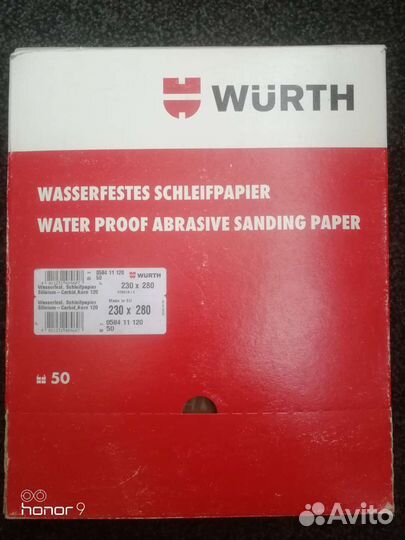 WÜRTH
WASSERFESTES SCHLEIFPAPIER
WATER PROOF ABRASIVE SANDING PAPER
0584 11 120
50
WÜRTH
Wasserfest. Schleifpapier
Silicium-Carbid,Korn 120
230 x 280
Wasserfest. Schleifpapier
Silicium-Carbid,Korn 120
Made in EU
230 x 280
0584 11 120
50
50
honor 9
Avito